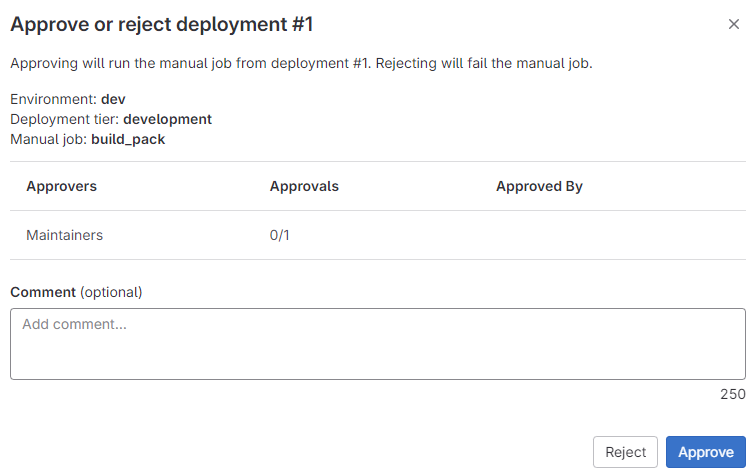 Approve or reject deployment #1
Approving will run the manual job from deployment #1. Rejecting will fail the manual job.
Environment: dev
Deployment tier: development
Manual job: build_pack
Approvers Approvals Approved By
Maintainers 0/1
Comment (optional)
Add comment...
250
Reject Approve